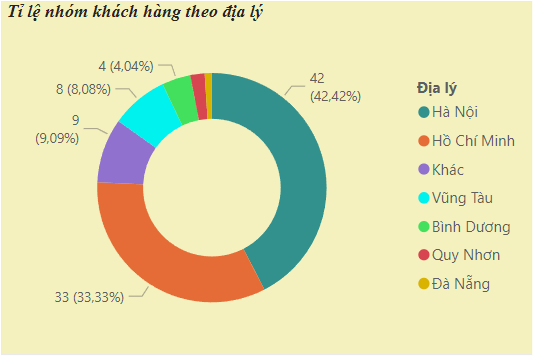 Tỉ lệ nhóm khách hàng theo địa lý
4 (4,04%)
8 (8,08%)
9
(9,09%)
33 (33,33%)
42
(42,42%)
Địa lý
Hà Nội
Hồ Chí Minh
Khác
Vũng Tàu
Bình Dương
Quy Nhơn
Đà Nẵng